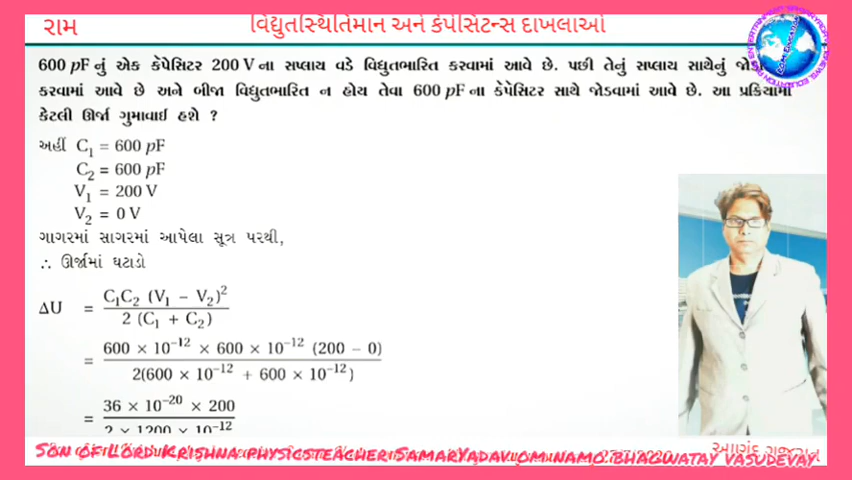 રામ
વિદ્યુતસ્થિતિમાન અને કેપેસિટન્સ દાખલાઓ
600 pF નું એક કૅપેસિટર 200 V ના સપ્લાય વડે વિદ્યુતભારિત કરવામાં આવે છે. પછી તેનું સપ્લાય સાથેનું
કરવામાં આવે છે અને બીજા વિદ્યુતભારિત ન હોય તેવા 600 pF ના કૅપેસિટર સાથે જોડવામાં આવે છે. આ પ્રક્રિયામાં
કેટલી ઊર્જા ગુમાવાઈ હશે ?
અહીં C₁ = 600 pF
C₂ = 600 pF
V₁ = 200 V
V₂ = 0 V
ગાગરમાં સાગરમાં આપેલા સૂત્ર પરથી,
∴ ઊર્જામાં ઘટાડો
ΔU = C₁C₂ (V₁ − V₂)² / 2 (C₁ + C₂)
= 600 × 10⁻¹² × 600 × 10⁻¹² (200 − 0) / 2(600 × 10⁻¹² + 600 × 10⁻¹²)
= 36 × 10⁻²⁰ × 200 / 2 × 1200 × 10⁻¹²
Son of Lord Krishna physicsteacher SamarYadav om namo bhagwatay vasudevay